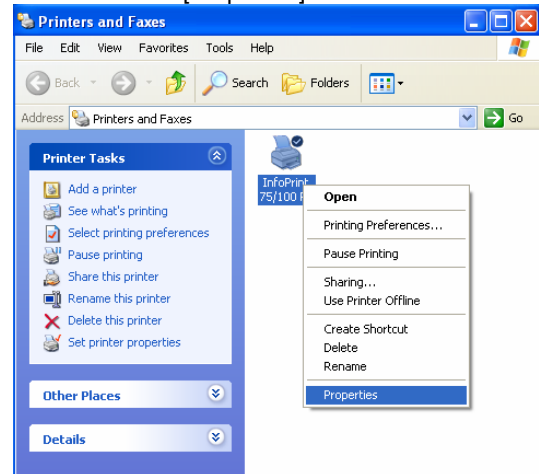 Printers and Faxes
File Edit View Favorites Tools Help
Back Search Folders
Address Printers and Faxes Go
Printer Tasks
Add a printer
See what's printing
Select printing preferences
Pause printing
Share this printer
Rename this printer
Delete this printer
Set printer properties
Other Places
Details
InfoPrint
75/100
Open
Printing Preferences...
Pause Printing
Sharing...
Use Printer Offline
Create Shortcut
Delete
Rename
Properties